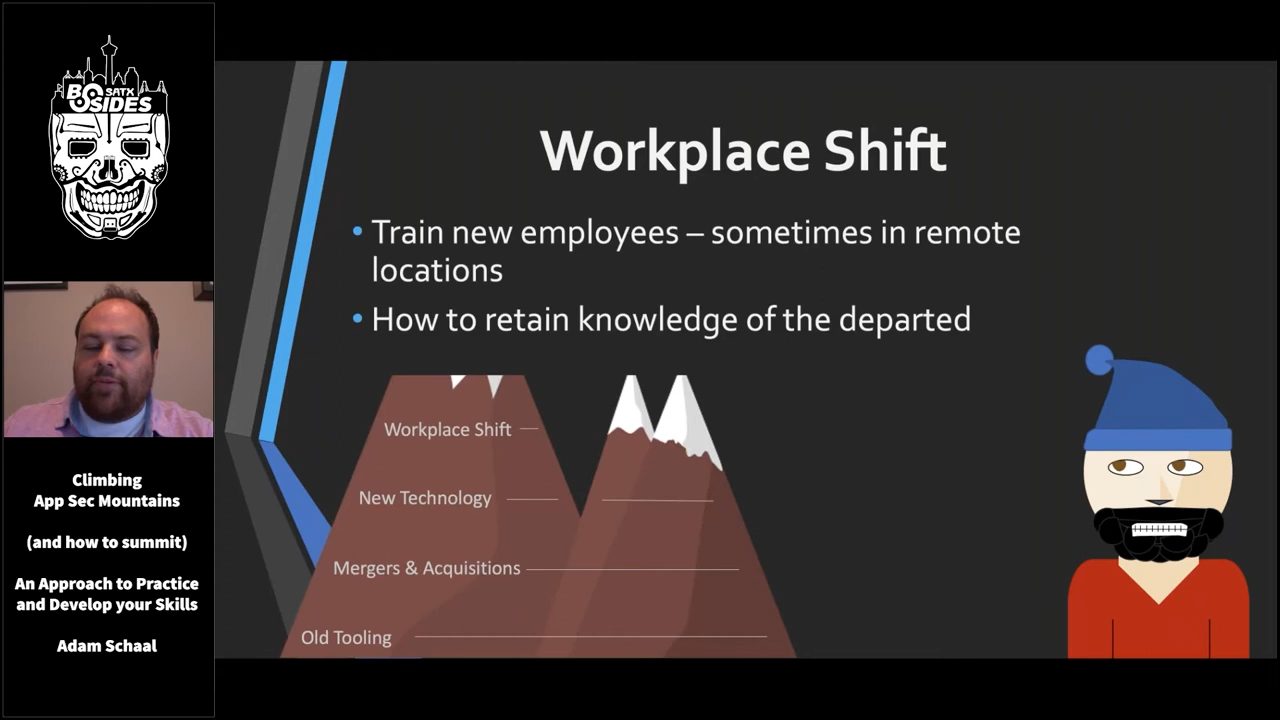 BSIDES
SATX
Climbing
App Sec Mountains
(and how to summit)
An Approach to Practice
and Develop your Skills
Adam Schaal
Workplace Shift
• Train new employees – sometimes in remote
locations
• How to retain knowledge of the departed
Workplace Shift
New Technology
Mergers & Acquisitions
Old Tooling